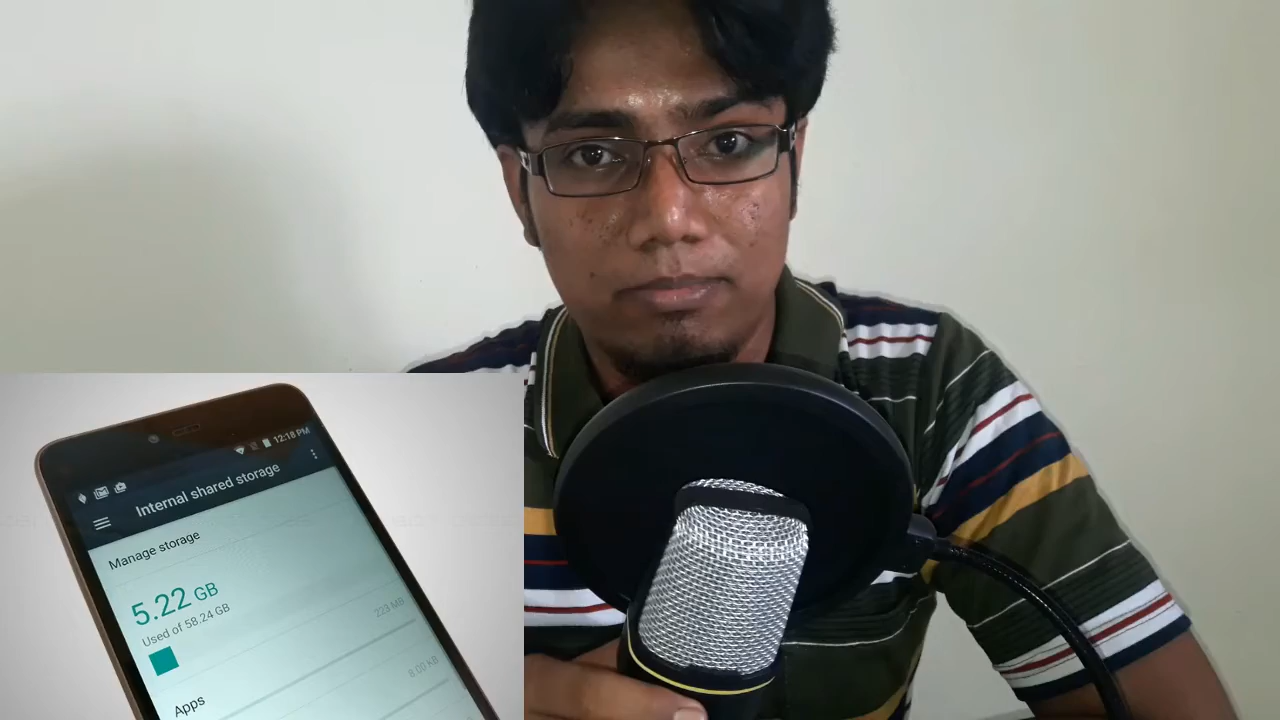 12:18 PM
Internal shared storage
Manage storage
5.22 GB
Used of 58.24 GB
223 MB
Apps
8.00 KB